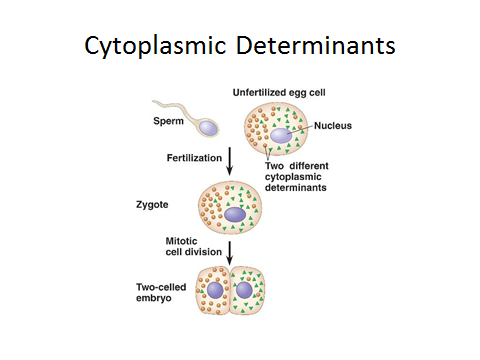 Cytoplasmic Determinants
Unfertilized egg cell
Sperm
Nucleus
Fertilization
Two different
cytoplasmic
determinants
Zygote
Mitotic
cell division
Two-celled
embryo